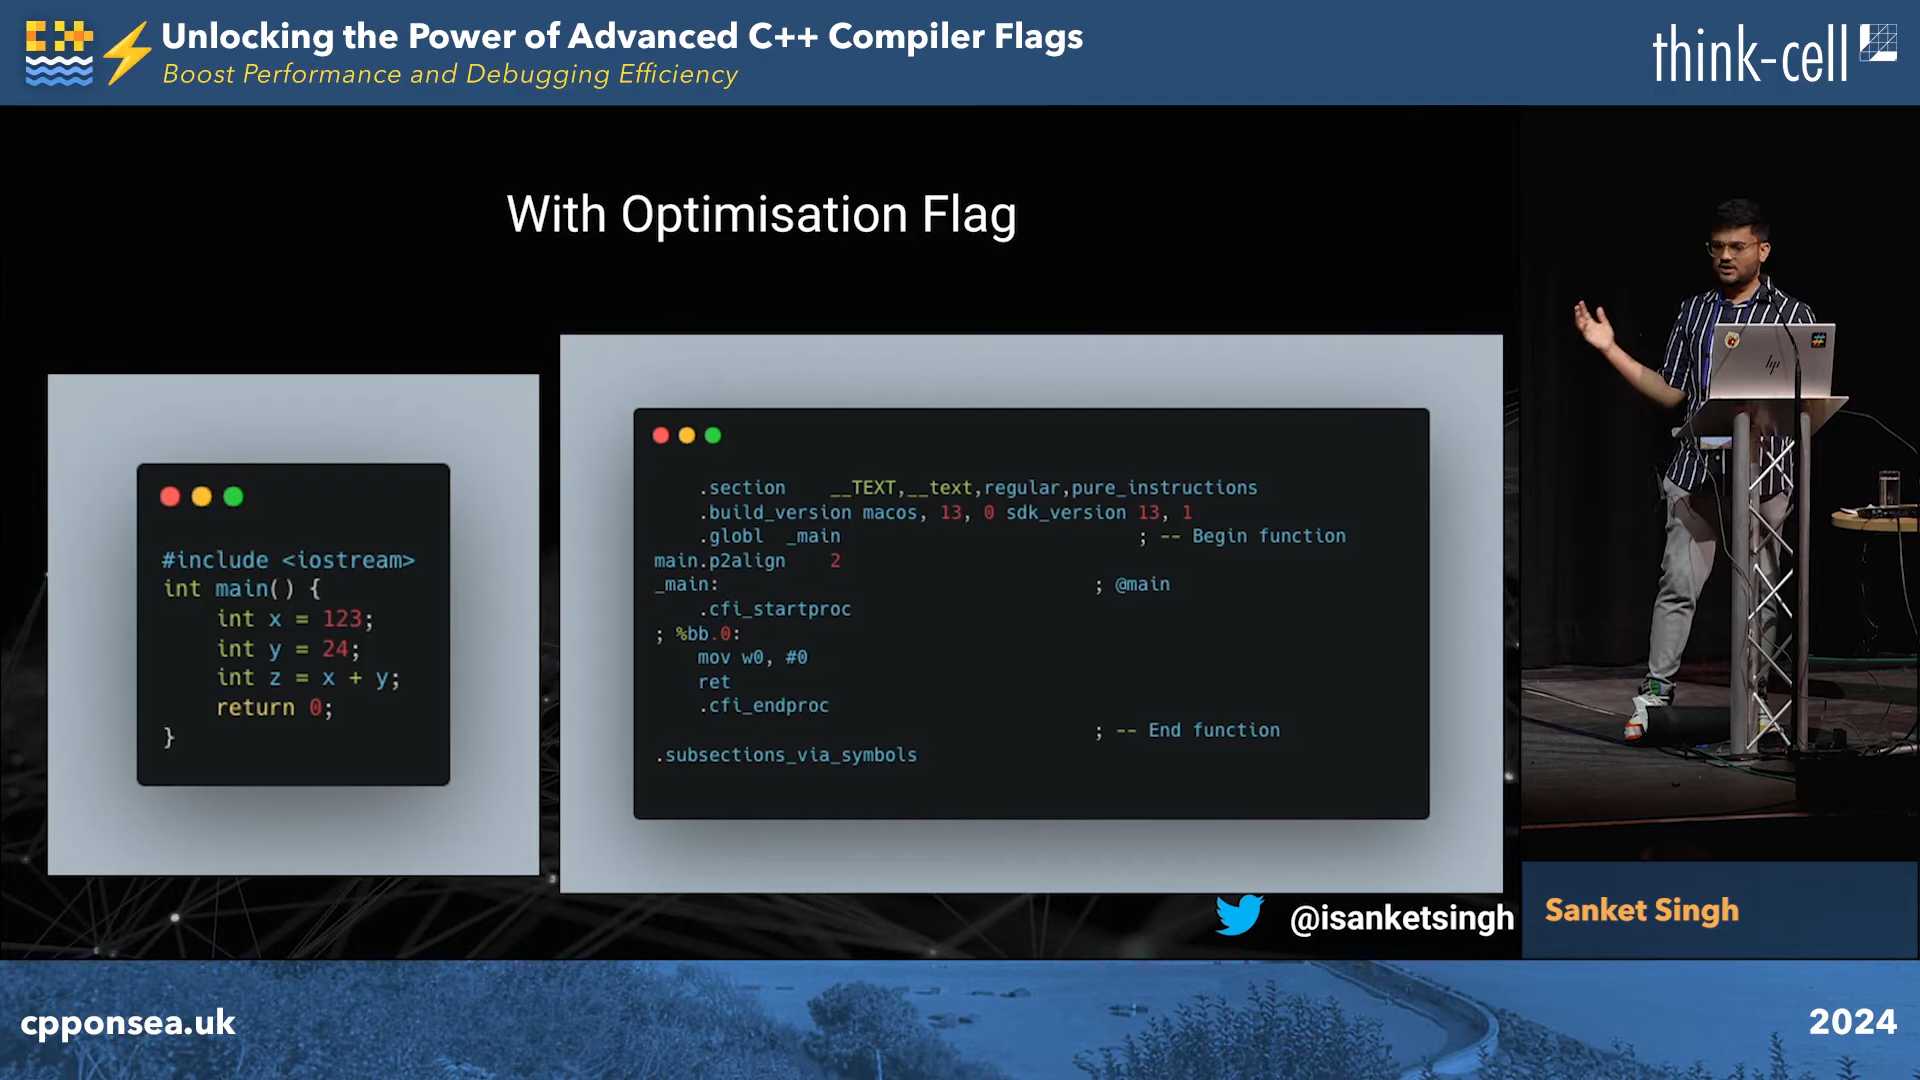 Unlocking the Power of Advanced C++ Compiler Flags
Boost Performance and Debugging Efficiency
think-cell
With Optimisation Flag
#include <iostream>
int main() {
    int x = 123;
    int y = 24;
    int z = x + y;
    return 0;
}
    .section    __TEXT,__text,regular,pure_instructions
    .build_version macos, 13, 0 sdk_version 13, 1
    .globl  _main                           ; -- Begin function
main.p2align    2
_main:                                  ; @main
    .cfi_startproc
; %bb.0:
    mov w0, #0
    ret
    .cfi_endproc
                                        ; -- End function
.subsections_via_symbols
@isanketsingh
hp
Sanket Singh
cpponsea.uk
2024